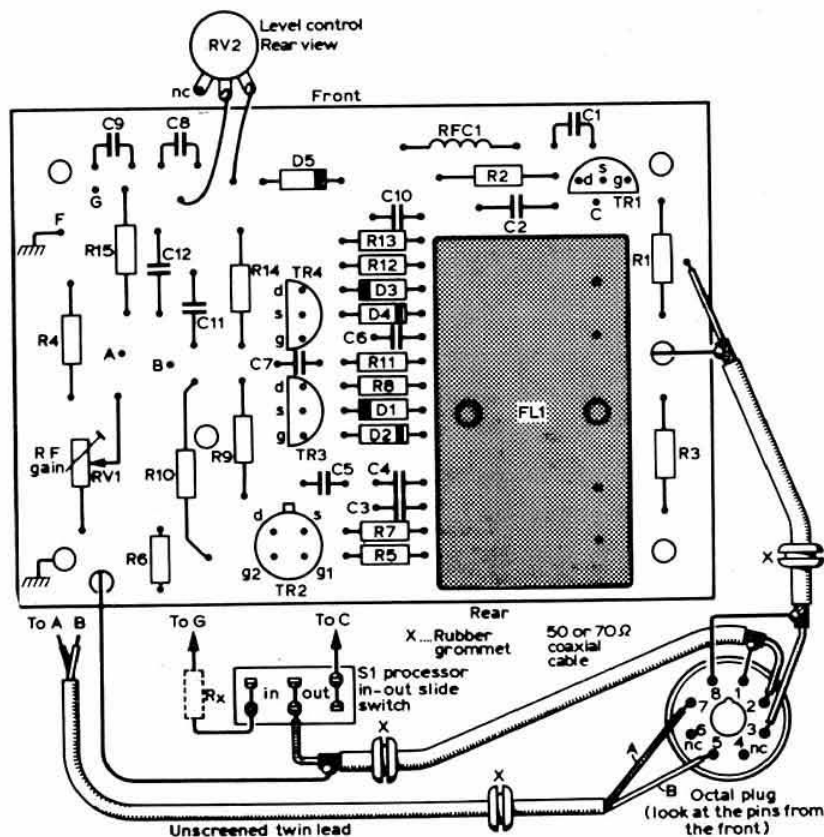 Level control
Rear view
RV2
nc
Front
C9
C8
C1
RFC1
D5
R2
s
d
g
TR1
C
G
C10
C2
F
R15
C12
R13
R12
R14
TR4
d
s
g
D3
D4
R1
C11
C6
R4
A
B
C7
R11
R8
d
s
g
D1
D2
FL1
TR3
RF
gain
RV1
R10
R9
R3
C5
C4
C3
d
s
R7
R5
R6
g2
g1
TR2
X
Rear
To A
B
To G
To C
X....Rubber
grommet
50 or 70Ω
coaxial
cable
Rx
in
out
S1 processor
in-out slide
switch
8
1
7
2
6
3
nc
5
4
nc
X
A
B
X
Octal plug
(look at the pins from
the front)
Unscreened twin lead